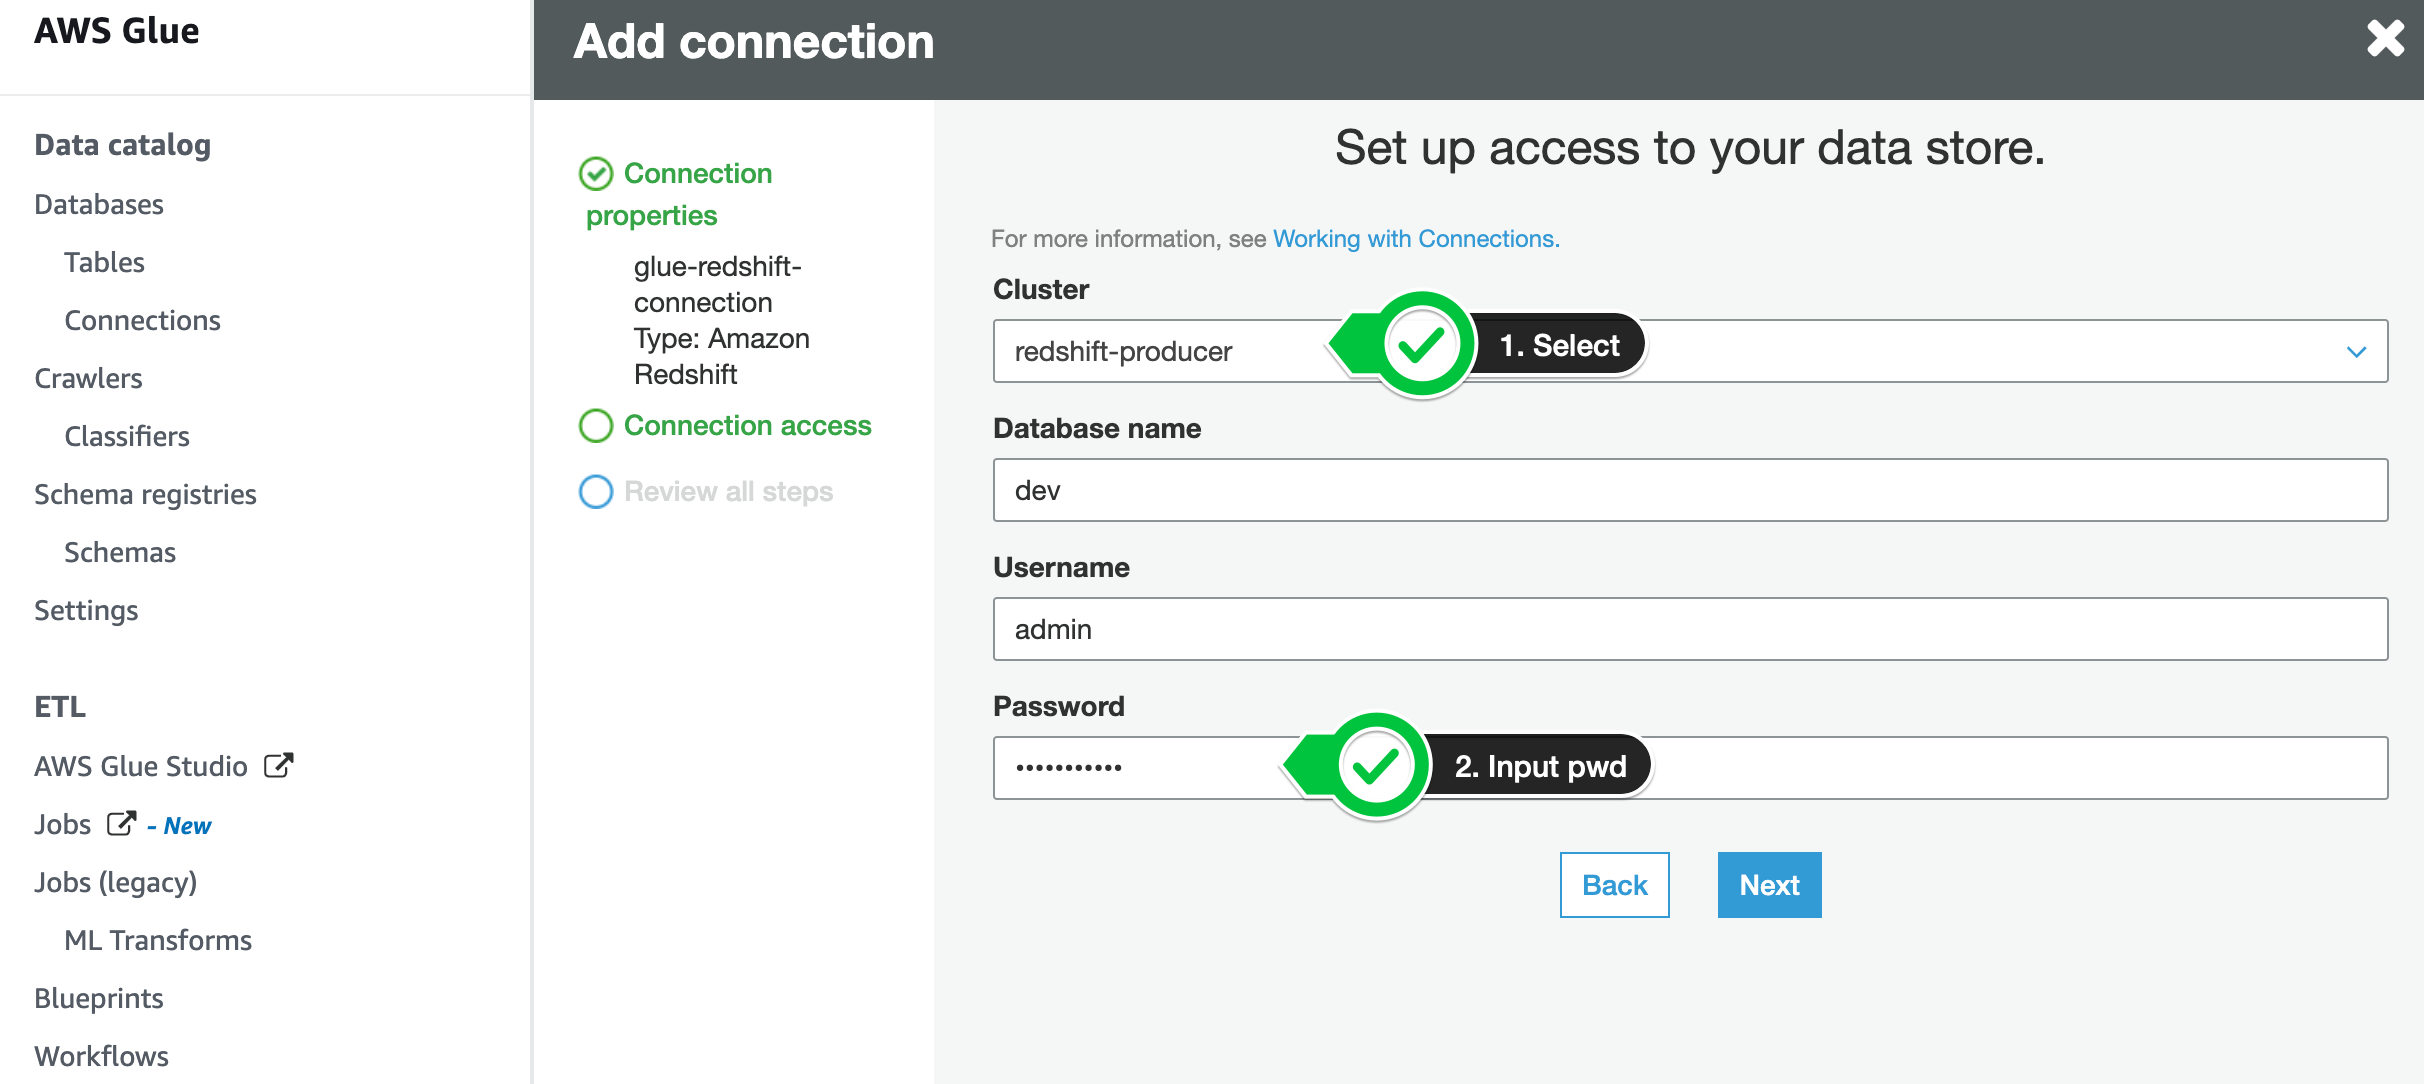 AWS Glue
Data catalog
Databases
Tables
Connections
Crawlers
Classifiers
Schema registries
Schemas
Settings
ETL
AWS Glue Studio
Jobs - New
Jobs (legacy)
ML Transforms
Blueprints
Workflows
Add connection
Connection
properties
glue-redshift-
connection
Type: Amazon
Redshift
Connection access
Review all steps
Set up access to your data store.
For more information, see Working with Connections.
Cluster
redshift-producer
1. Select
Database name
dev
Username
admin
Password
•••••••••••
2. Input pwd
Back
Next